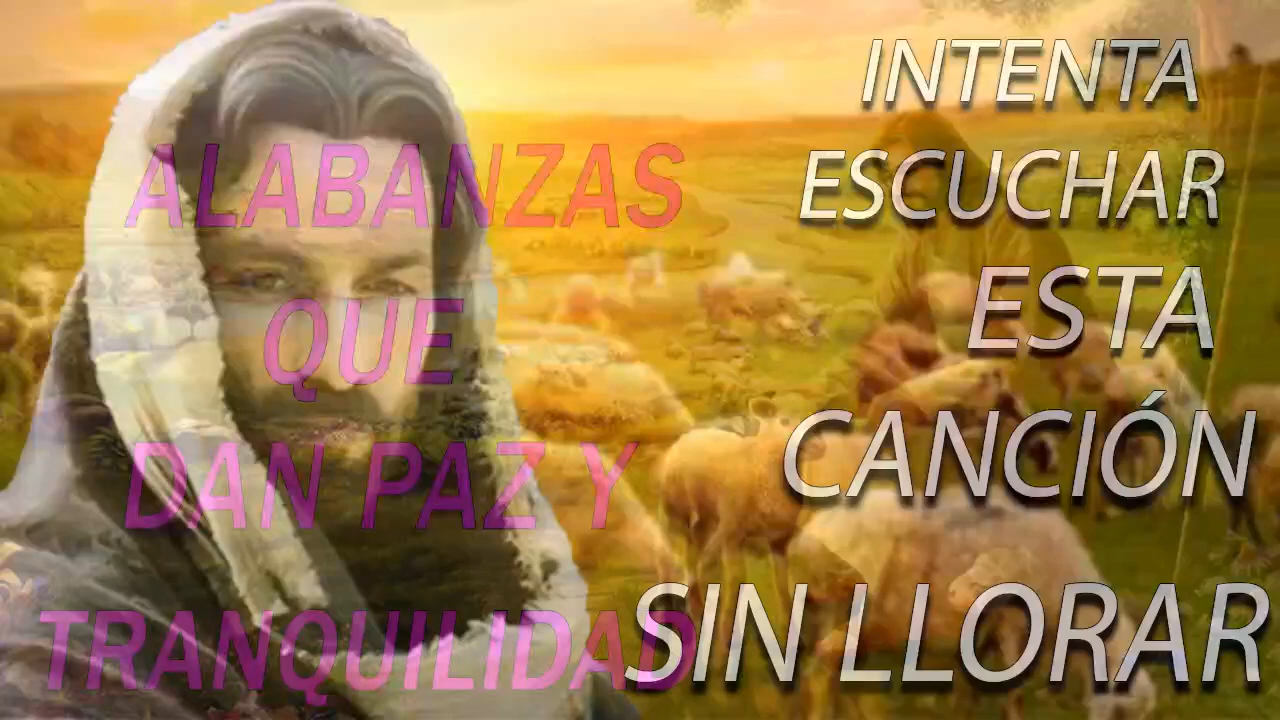 ALABANZAS
QUE
DAN PAZ Y
TRANQUILIDAD
INTENTA
ESCUCHAR
ESTA
CANCIÓN
SIN LLORAR